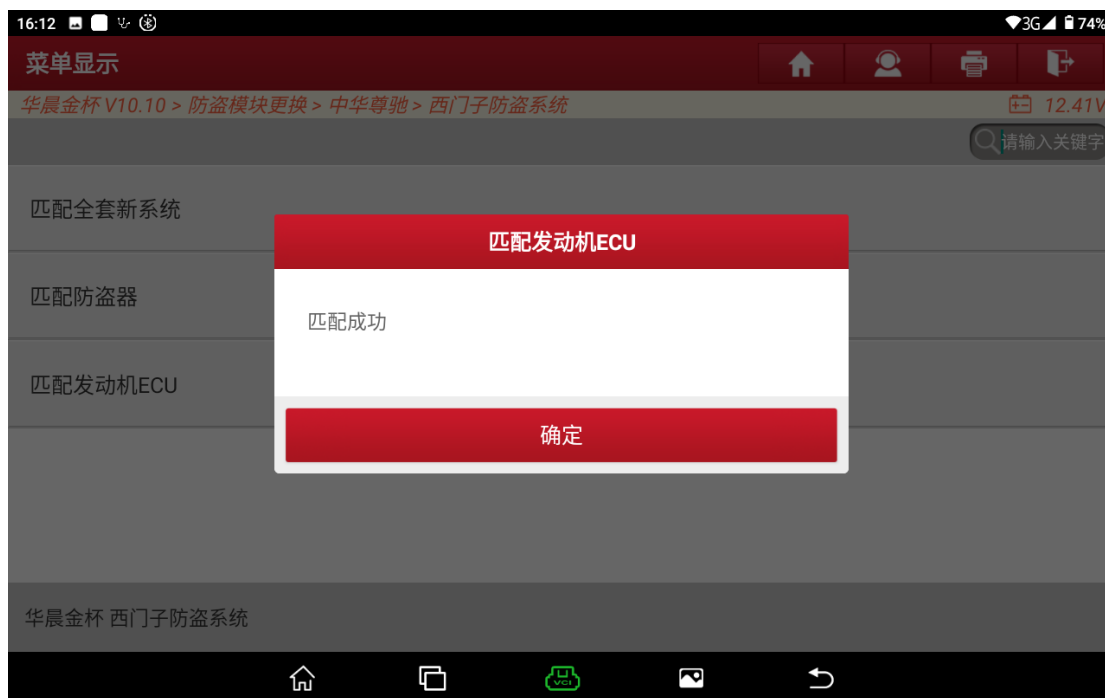 16:12 3G 74%
菜单显示
华晨金杯 V10.10 > 防盗模块更换 > 中华尊驰 > 西门子防盗系统 12.41V
请输入关键字
匹配全套新系统
匹配发动机ECU
匹配防盗器
匹配成功
匹配发动机ECU
确定
华晨金杯 西门子防盗系统
VCI